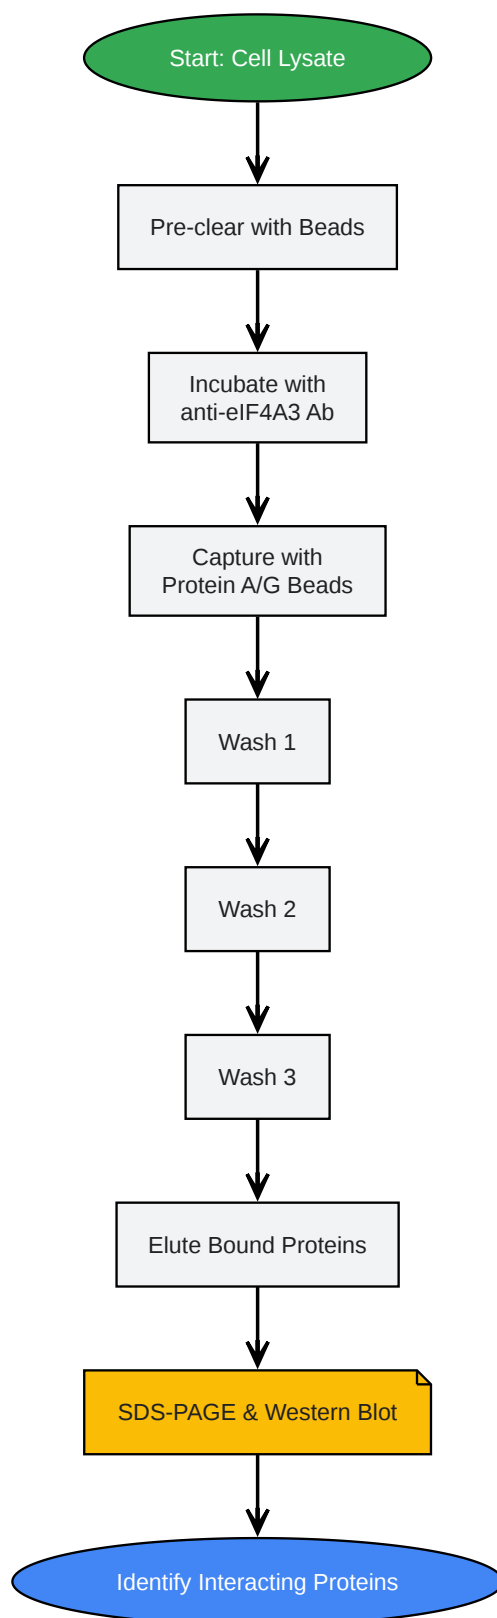 Start: Cell Lysate
Pre-clear with Beads
Incubate with
anti-eIF4A3 Ab
Capture with
Protein A/G Beads
Wash 1
Wash 2
Wash 3
Elute Bound Proteins
SDS-PAGE & Western Blot
Identify Interacting Proteins